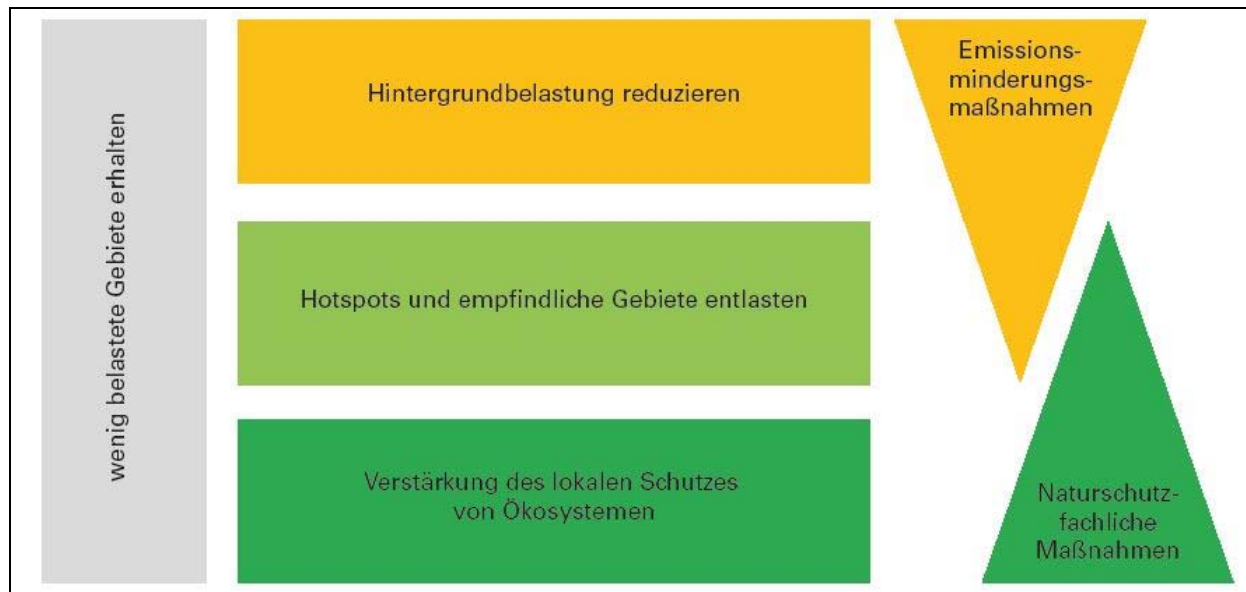 wenig belastete Gebiete erhalten
Hintergrundbelastung reduzieren
Hotspots und empfindliche Gebiete entlasten
Verstärkung des lokalen Schutzes
von Ökosystemen
Emissions-
minderungs-
maßnahmen
Naturschutz-
fachliche
Maßnahmen